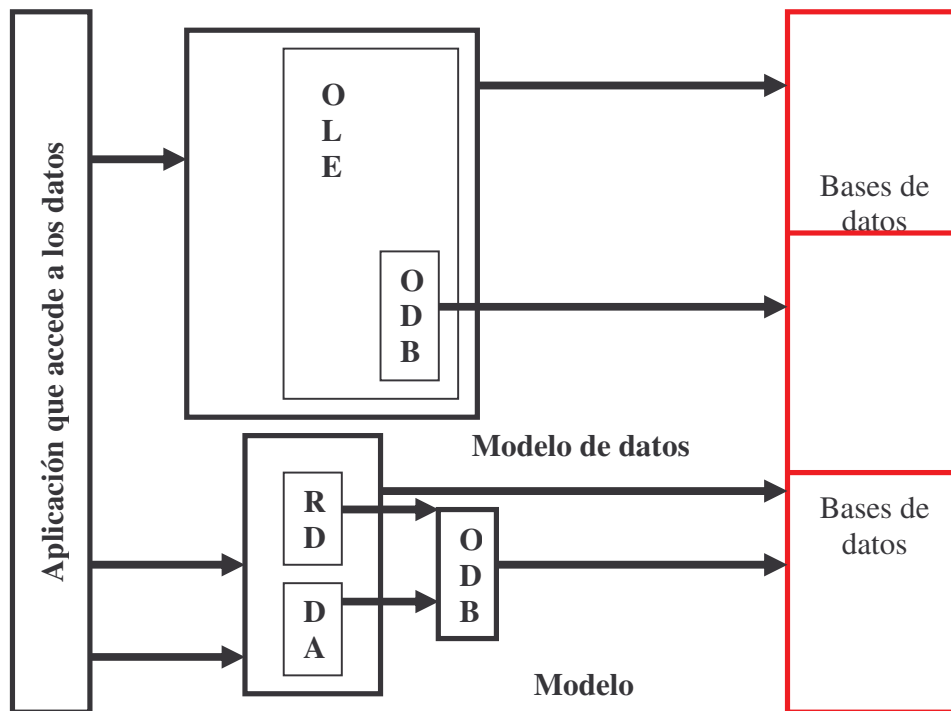 Aplicación que accede a los datos
O
L
E
O
D
B
Bases de
datos
Modelo de datos
R
D
D
A
O
D
B
Bases de
datos
Modelo